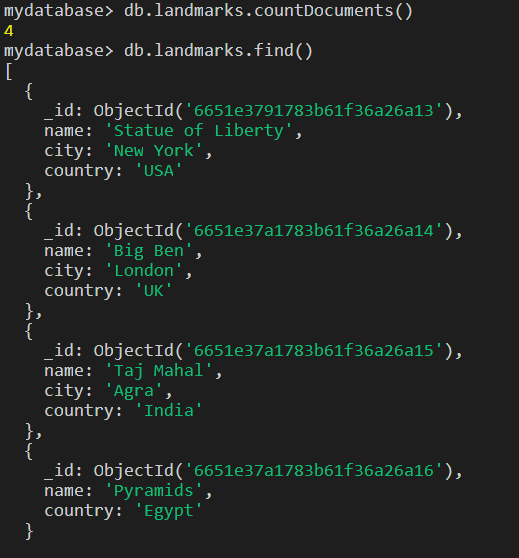 mydatabase> db.landmarks.countDocuments()
4
mydatabase> db.landmarks.find()
[
  {
    _id: ObjectId('6651e3791783b61f36a26a13'),
    name: 'Statue of Liberty',
    city: 'New York',
    country: 'USA'
  },
  {
    _id: ObjectId('6651e37a1783b61f36a26a14'),
    name: 'Big Ben',
    city: 'London',
    country: 'UK'
  },
  {
    _id: ObjectId('6651e37a1783b61f36a26a15'),
    name: 'Taj Mahal',
    city: 'Agra',
    country: 'India'
  },
  {
    _id: ObjectId('6651e37a1783b61f36a26a16'),
    name: 'Pyramids',
    country: 'Egypt'
  }